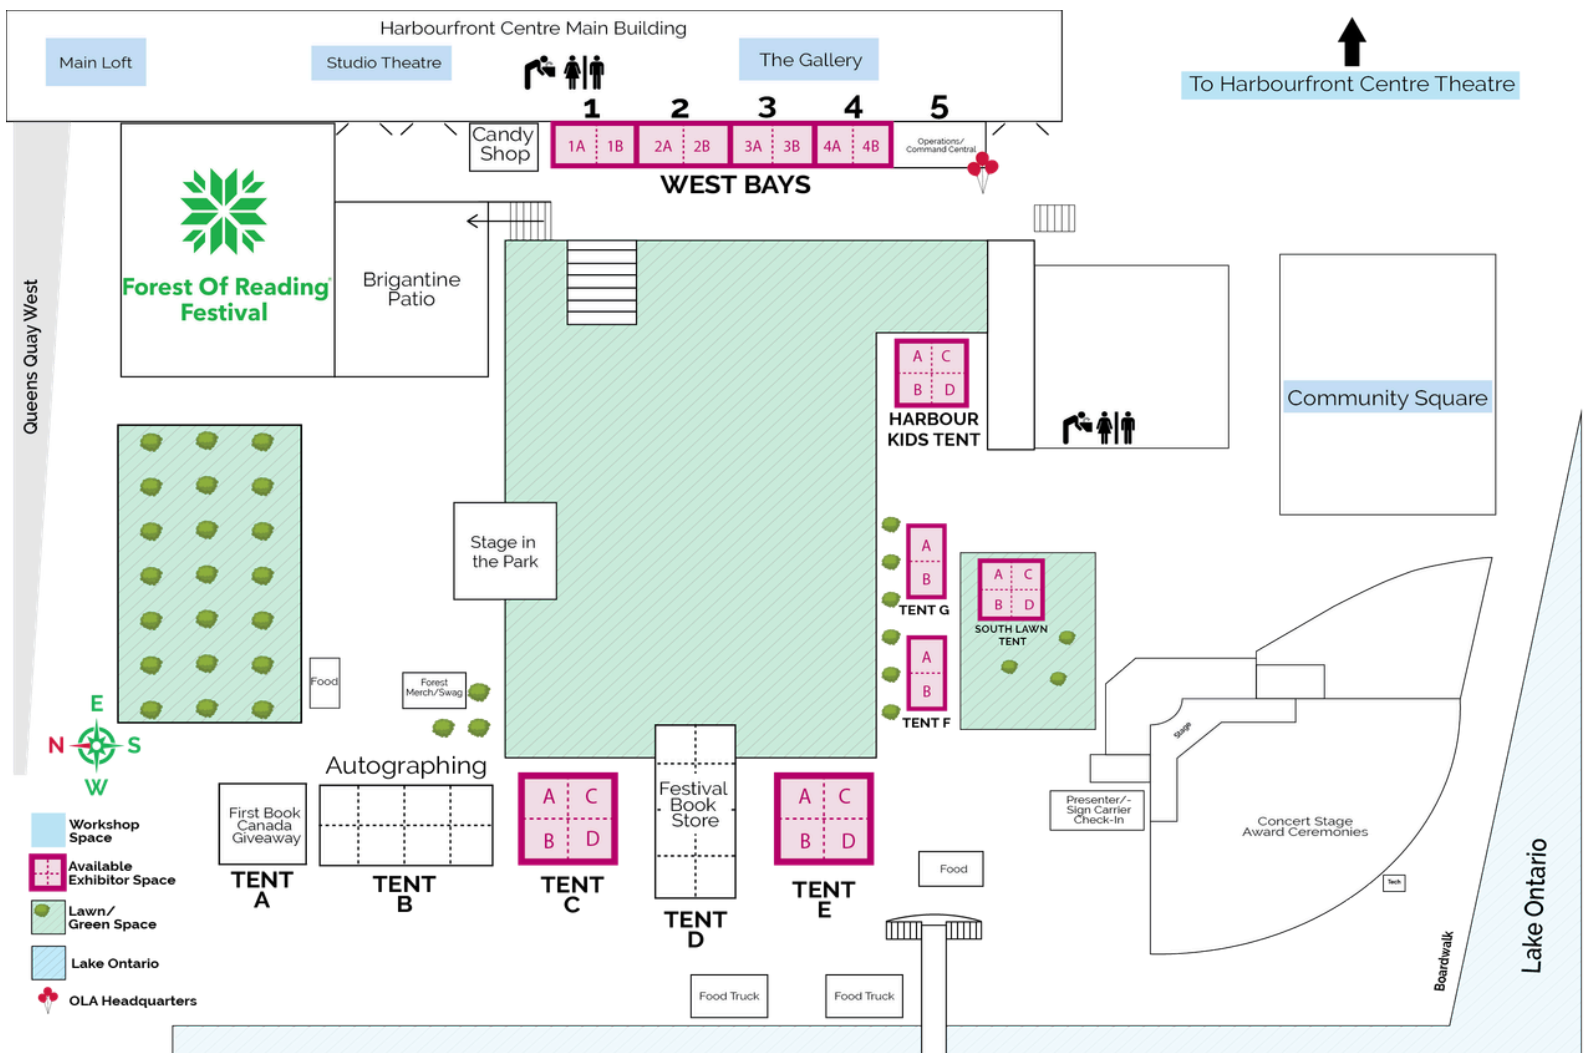 Harbourfront Centre Main Building
Main Loft
Studio Theatre
The Gallery
To Harbourfront Centre Theatre
1
2
3
4
5
Candy
Shop
1A
1B
2A
2B
3A
3B
4A
4B
Operations/
Command Central
WEST BAYS
Forest Of Reading
Festival
Brigantine
Patio
Queens Quay West
A
C
B
D
HARBOUR
KIDS TENT
Community Square
Stage in
the Park
A
B
TENT G
A
C
B
D
SOUTH LAWN
TENT
A
B
TENT F
Food
Forest
Merch/Swag
E
N
S
W
Stage
Autographing
First Book
Canada
Giveaway
TENT
A
TENT
B
A
C
B
D
TENT
C
Festival
Book
Store
TENT
D
A
C
B
D
TENT
E
Presenter/-
Sign Carrier
Check-In
Concert Stage
Award Ceremonies
Tech
Food
Food Truck
Food Truck
Boardwalk
Lake Ontario
Workshop
Space
Available
Exhibitor Space
Lawn/
Green Space
Lake Ontario
OLA Headquarters